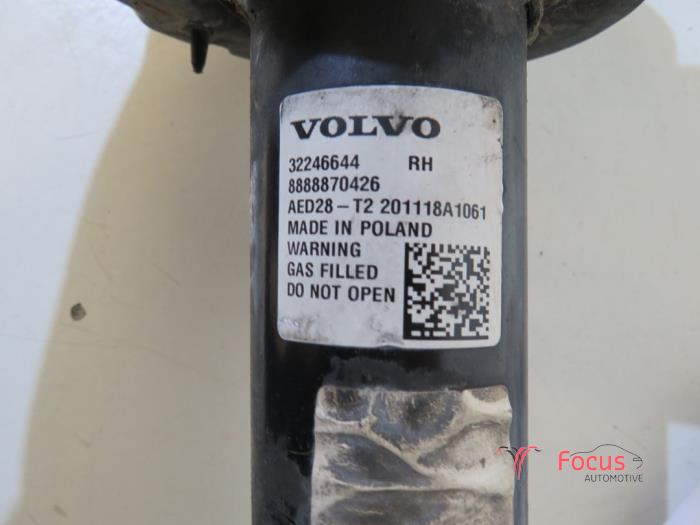 VOLVO
32246644 RH
8888870426
AED28-T2 201118A1061
MADE IN POLAND
WARNING
GAS FILLED
DO NOT OPEN
Focus
AUTOMOTIVE